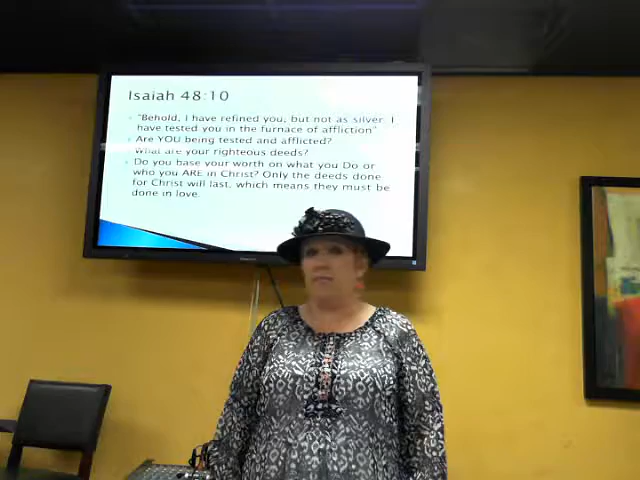 Isaiah 48:10
"Behold, I have refined you, but not as silver. I
have tested you in the furnace of affliction"
Are YOU being tested and afflicted?
What are your righteous deeds?
Do you base your worth on what you Do or
who you ARE in Christ? Only the deeds done
for Christ will last, which means they must be
done in love.